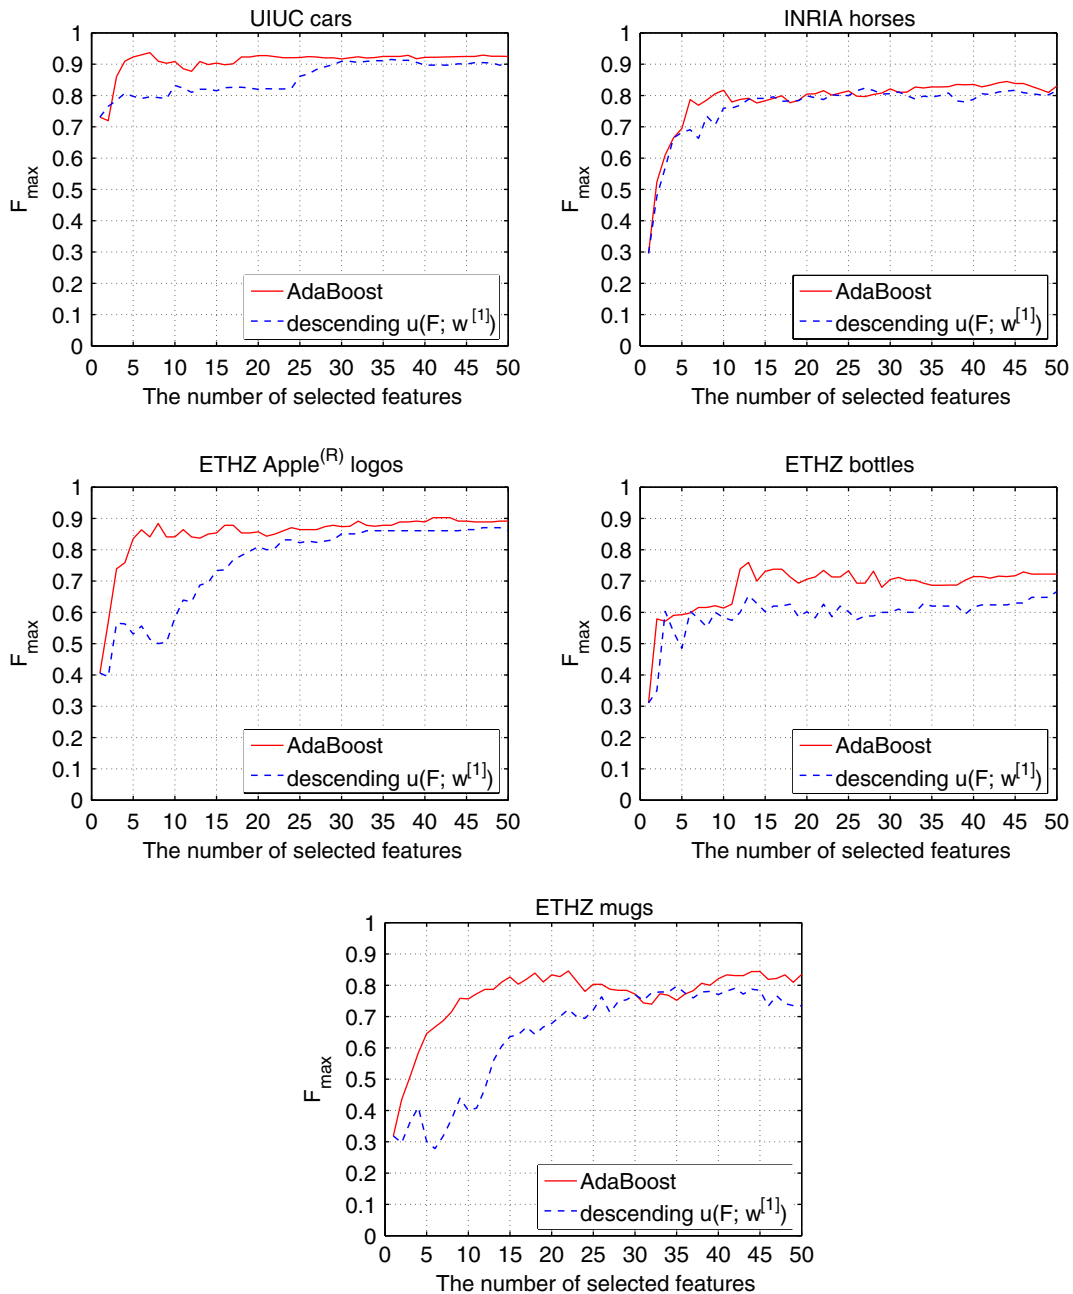 UIUC cars
1
0.9
0.8
0.7
0.6
0.5
0.4
0.3
0.2
0.1
0
F_max
AdaBoost
descending u(F; w^[1])
0 5 10 15 20 25 30 35 40 45 50
The number of selected features
INRIA horses
1
0.9
0.8
0.7
0.6
0.5
0.4
0.3
0.2
0.1
0
F_max
AdaBoost
descending u(F; w^[1])
0 5 10 15 20 25 30 35 40 45 50
The number of selected features
ETHZ Apple^(R) logos
1
0.9
0.8
0.7
0.6
0.5
0.4
0.3
0.2
0.1
0
F_max
AdaBoost
descending u(F; w^[1])
0 5 10 15 20 25 30 35 40 45 50
The number of selected features
ETHZ bottles
1
0.9
0.8
0.7
0.6
0.5
0.4
0.3
0.2
0.1
0
F_max
AdaBoost
descending u(F; w^[1])
0 5 10 15 20 25 30 35 40 45 50
The number of selected features
ETHZ mugs
1
0.9
0.8
0.7
0.6
0.5
0.4
0.3
0.2
0.1
0
F_max
AdaBoost
descending u(F; w^[1])
0 5 10 15 20 25 30 35 40 45 50
The number of selected features